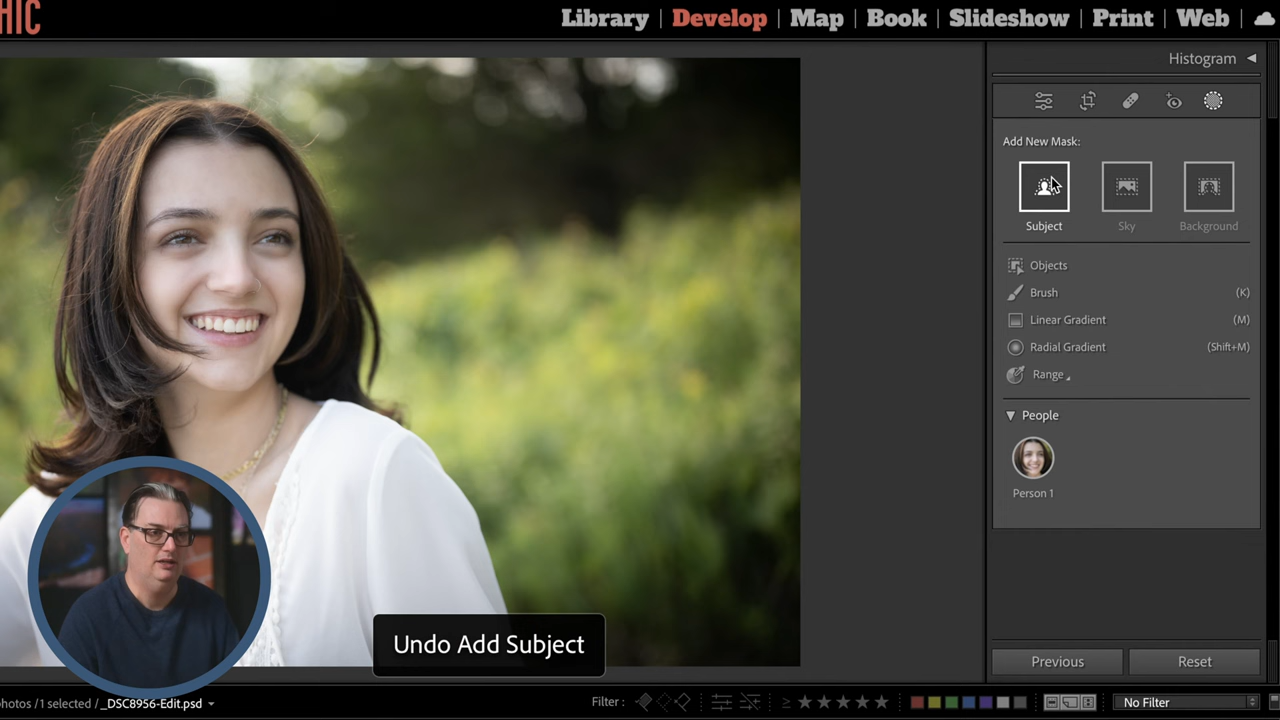 HIC
Library | Develop | Map | Book | Slideshow | Print | Web |
Histogram
Add New Mask:
Subject Sky Background
Objects
Brush (K)
Linear Gradient (M)
Radial Gradient (Shift+M)
Range
People
Person 1
Undo Add Subject
Previous Reset
photos /1 selected /_DSC8956-Edit.psd
Filter :
No Filter